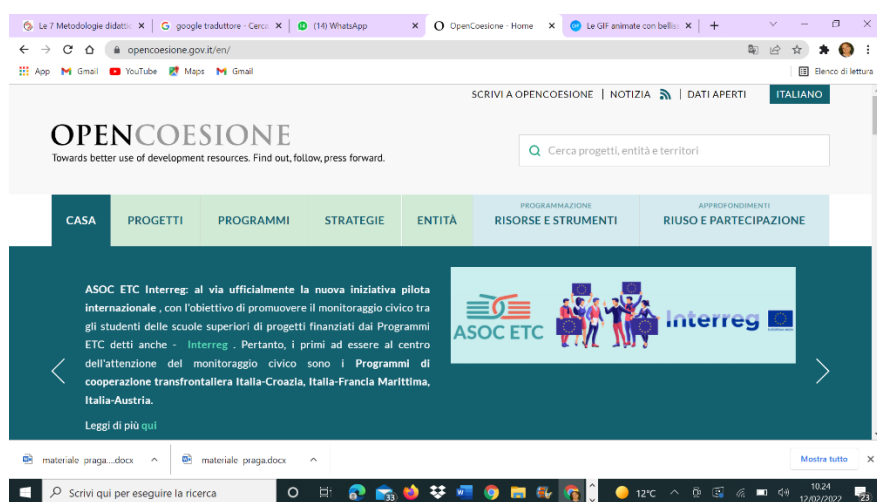 Le 7 Metodologie didattic
google traduttore - Cerca
(14) WhatsApp
OpenCoesione - Home
Le GIF animate con belliss
opencoesione.gov.it/en/
App Gmail YouTube Maps Gmail
Elenco di lettura
SCRIVI A OPENCOESIONE | NOTIZIA | DATI APERTI ITALIANO
OPENCOESIONE
Towards better use of development resources. Find out, follow, press forward.
Cerca progetti, entità e territori
CASA PROGETTI PROGRAMMI STRATEGIE ENTITÀ
PROGRAMMAZIONE
RISORSE E STRUMENTI
APPROFONDIMENTI
RIUSO E PARTECIPAZIONE
ASOC ETC Interreg: al via ufficialmente la nuova iniziativa pilota
internazionale , con l'obiettivo di promuovere il monitoraggio civico tra
gli studenti delle scuole superiori di progetti finanziati dai Programmi
ETC detti anche - Interreg . Pertanto, i primi ad essere al centro
dell'attenzione del monitoraggio civico sono i Programmi di
cooperazione transfrontaliera Italia-Croazia, Italia-Francia Marittima,
Italia-Austria.
Leggi di più qui
ASOC ETC
Interreg
materiale praga....docx
materiale praga.docx
Mostra tutto
Scrivi qui per eseguire la ricerca
33
12°C
10:24
12/02/2022
23